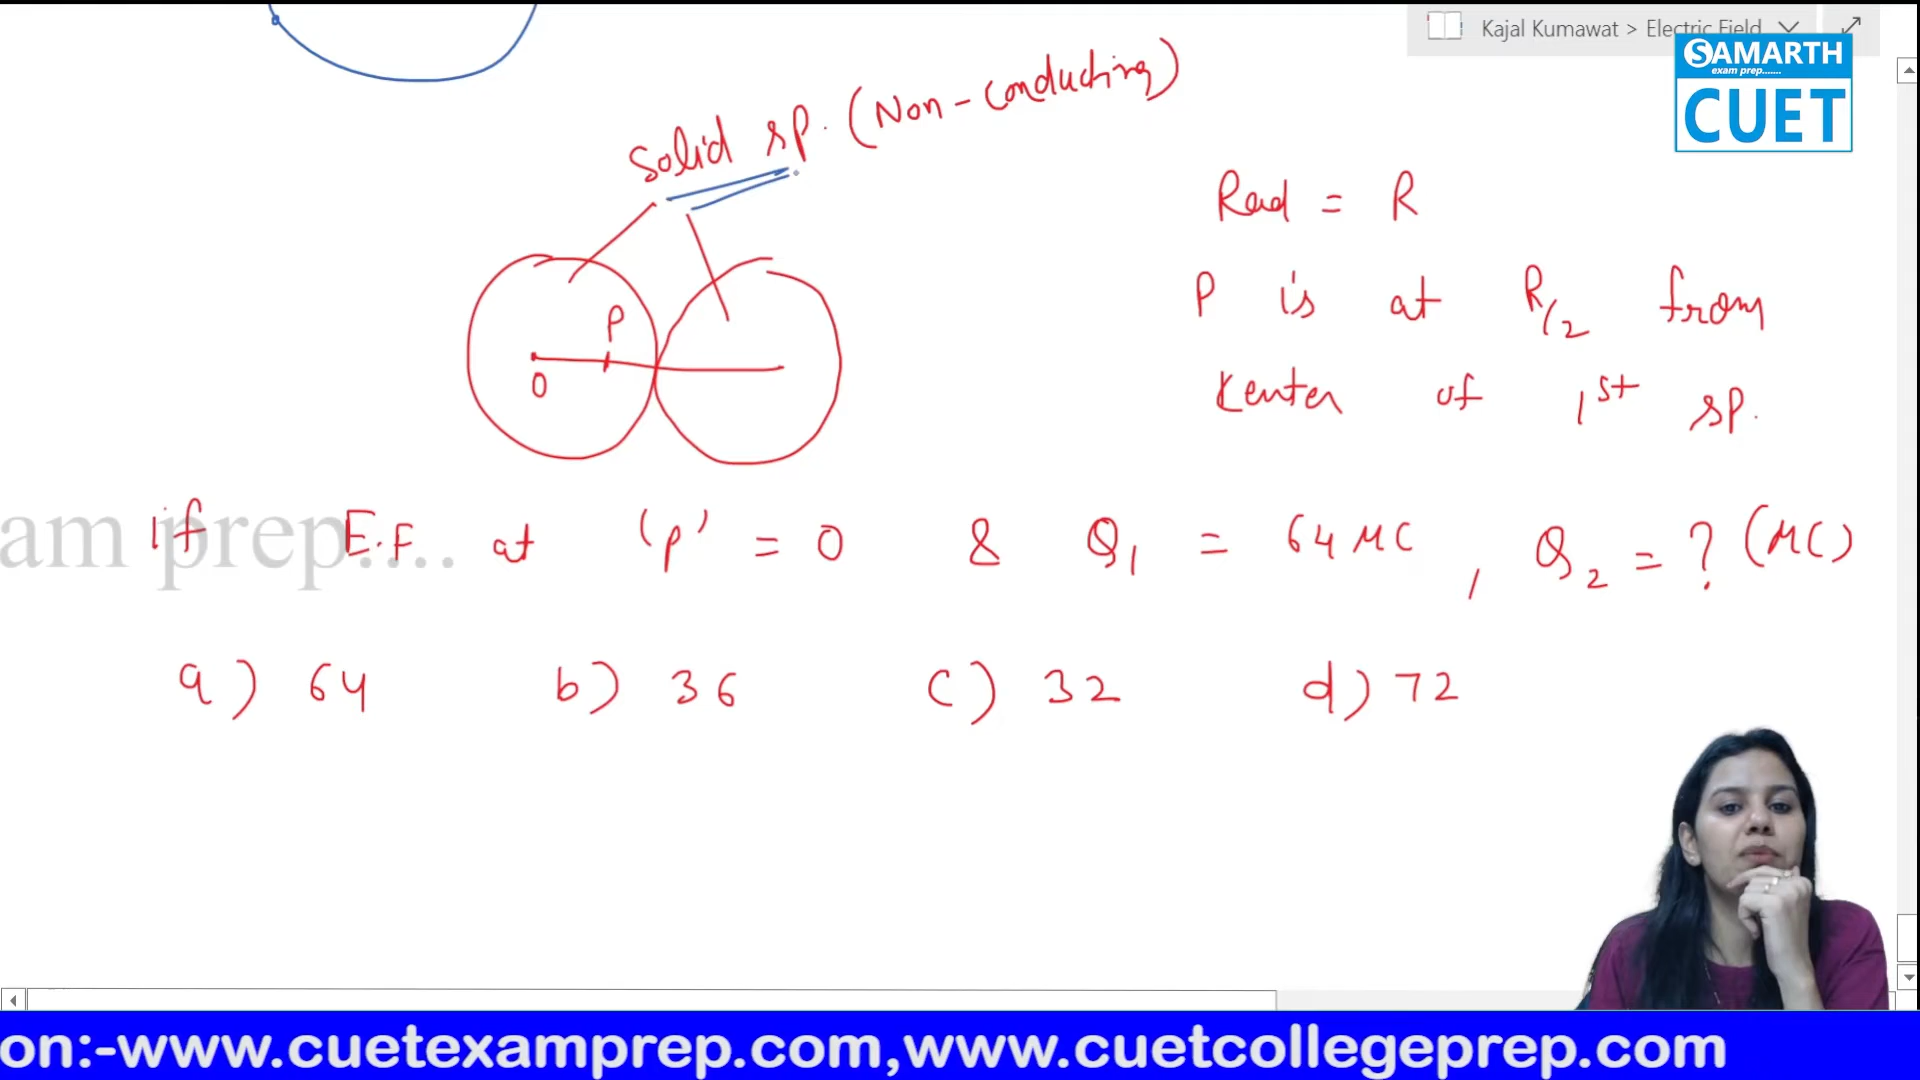 Kajal Kumawat > Electric Field
SAMARTH
exam prep.......
CUET
Solid sp. (Non-conducting)
Rad = R
P is at R/2 from
center of 1st sp.
P
O
am prep....
if E.F at 'p' = 0 & Q1 = 64 μC, Q2 = ? (μC)
a) 64 b) 36 c) 32 d) 72
on:-www.cuetexamprep.com,www.cuetcollegeprep.com